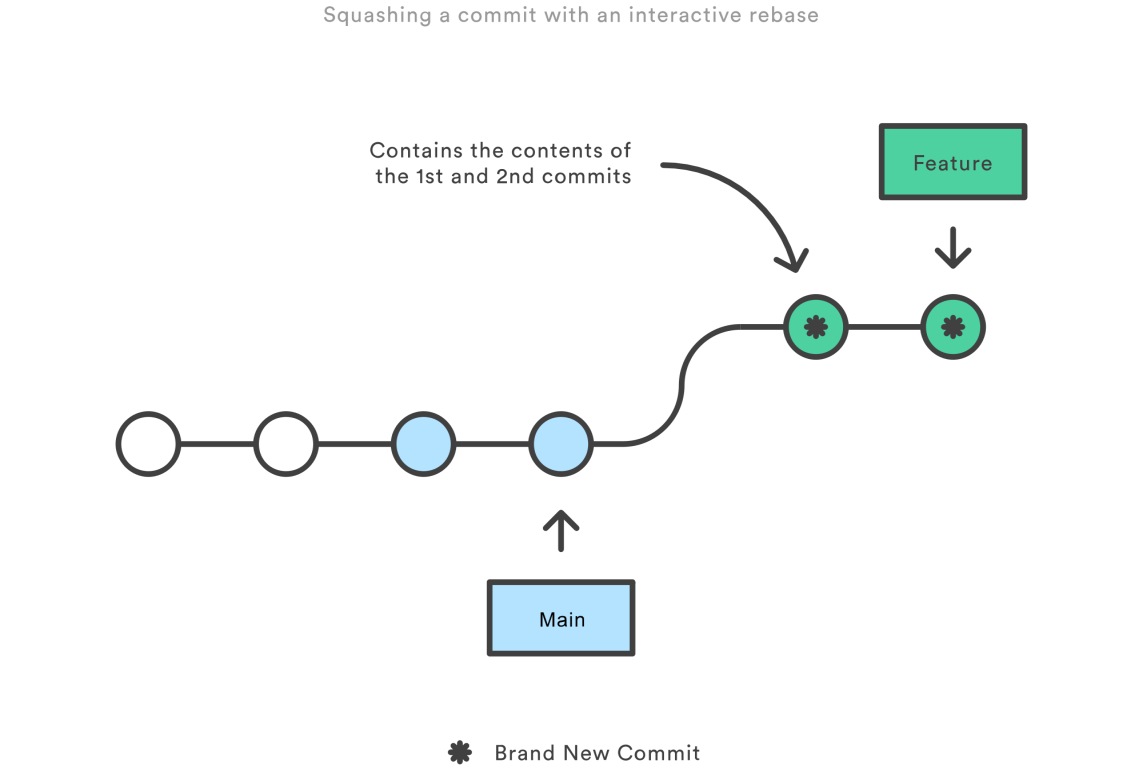 Squashing a commit with an interactive rebase
Contains the contents of
the 1st and 2nd commits
Feature
Main
Brand New Commit